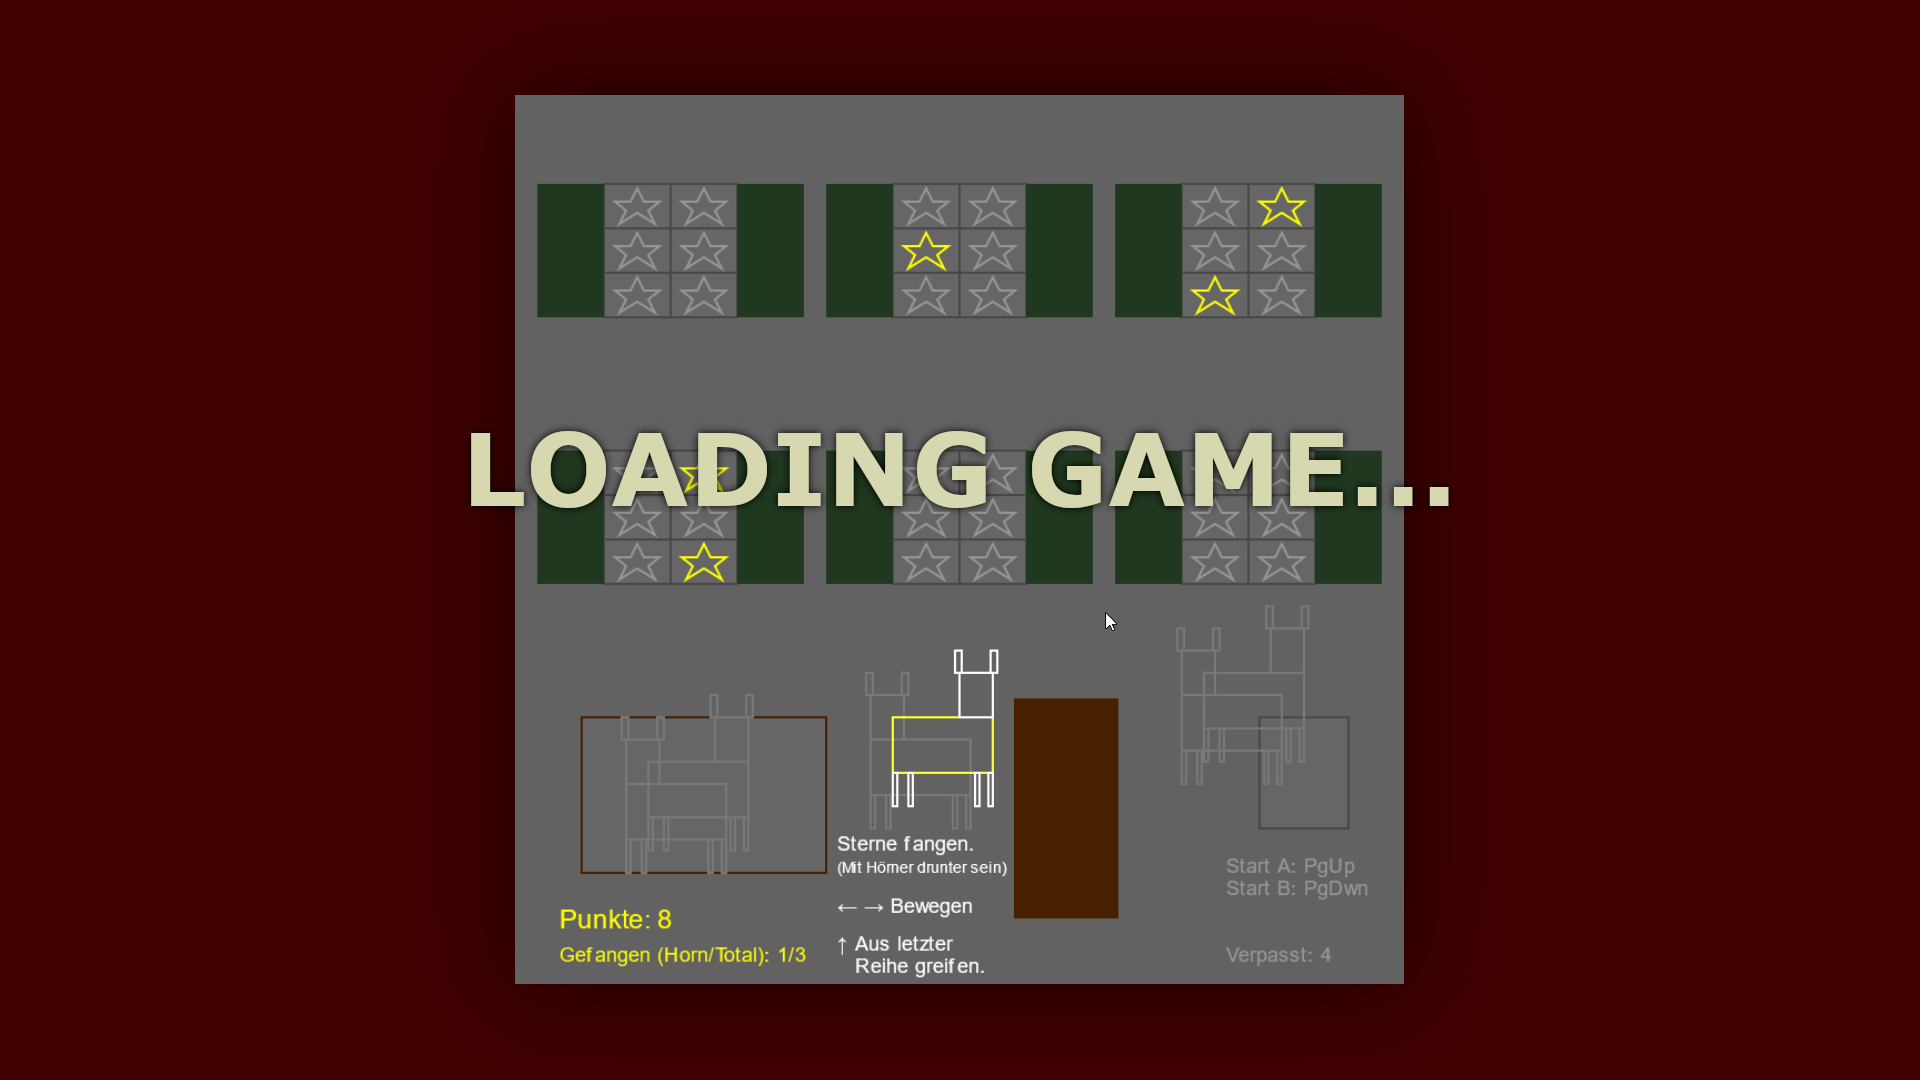 LOADING GAME...
Sterne fangen.
(Mit Hörner drunter sein)
←→ Bewegen
↑ Aus letzter
Reihe greifen.
Start A: PgUp
Start B: PgDwn
Punkte: 8
Gefangen (Horn/Total): 1/3
Verpasst: 4